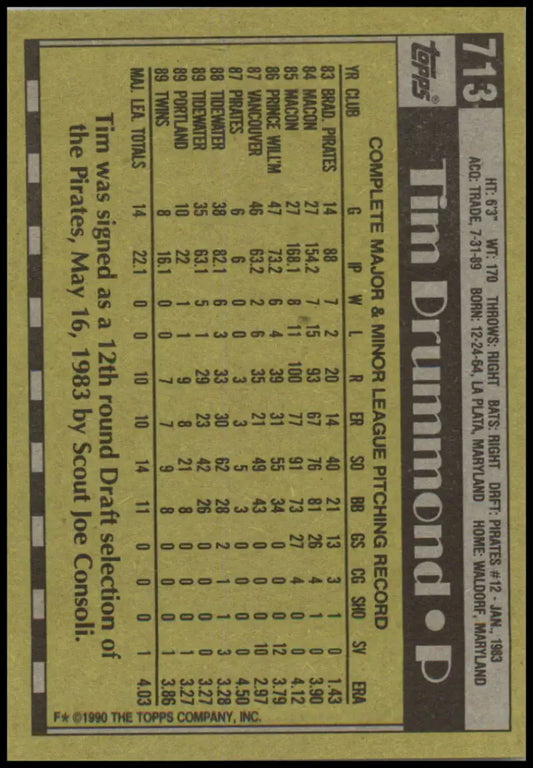 713
topps®
HT: 6'3" WT: 170 THROWS: RIGHT BATS: RIGHT DRFT: PIRATES #12 - JAN., 1983
ACQ: TRADE, 7-31-89 BORN: 12-24-64, LA PLATA, MARYLAND HOME: WALDORF, MARYLAND
Tim Drummond • P
COMPLETE MAJOR & MINOR LEAGUE PITCHING RECORD
YR CLUB G IP W L R ER SO BB GS CG SHO SV ERA
83 BRAD. PIRATES 14 88 7 2 20 14 40 21 13 3 1 0 1.43
84 MACON 27 154.2 7 15 93 67 76 81 26 4 1 0 3.90
85 MACON 27 168.1 8 11 100 77 91 73 27 4 0 0 4.12
86 PRINCE WILL'M 47 73.2 6 4 39 31 55 34 0 0 0 12 3.79
87 VANCOUVER 46 63.2 2 6 35 21 49 43 0 0 0 10 2.97
87 PIRATES 6 6 0 0 3 3 5 3 0 0 0 0 4.50
88 TIDEWATER 38 82.1 6 3 33 30 62 28 2 1 1 3 3.28
89 TIDEWATER 35 63.1 5 1 29 23 42 26 0 0 0 3 3.27
89 PORTLAND 10 22 1 1 9 8 21 8 0 0 0 1 3.27
89 TWINS 8 16.1 0 0 7 7 9 8 0 0 0 1 3.86
MAJ. LEA. TOTALS 14 22.1 0 0 10 10 14 11 0 0 0 1 4.03
Tim was signed as a 12th round Draft selection of
the Pirates, May 16, 1983 by Scout Joe Consoli.
F★ ©1990 THE TOPPS COMPANY, INC.